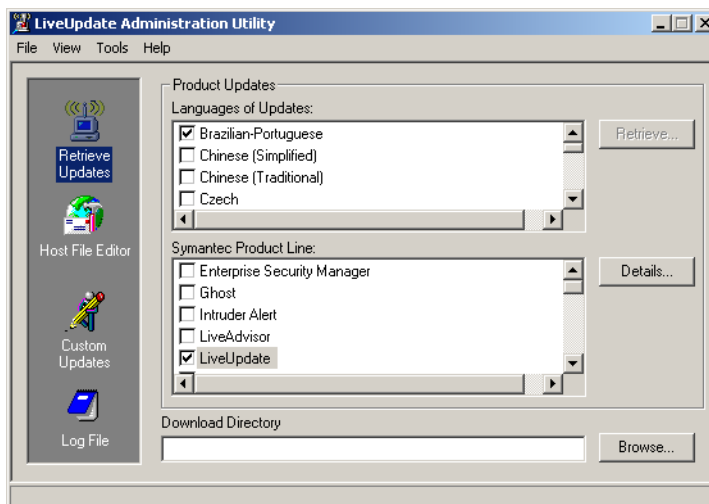 LiveUpdate Administration Utility
File View Tools Help
Retrieve
Updates
Host File Editor
Custom
Updates
Log File
Product Updates
Languages of Updates:
Brazilian-Portuguese
Chinese (Simplified)
Chinese (Traditional)
Czech
Retrieve...
Symantec Product Line:
Enterprise Security Manager
Ghost
Intruder Alert
LiveAdvisor
LiveUpdate
Details...
Download Directory
Browse...